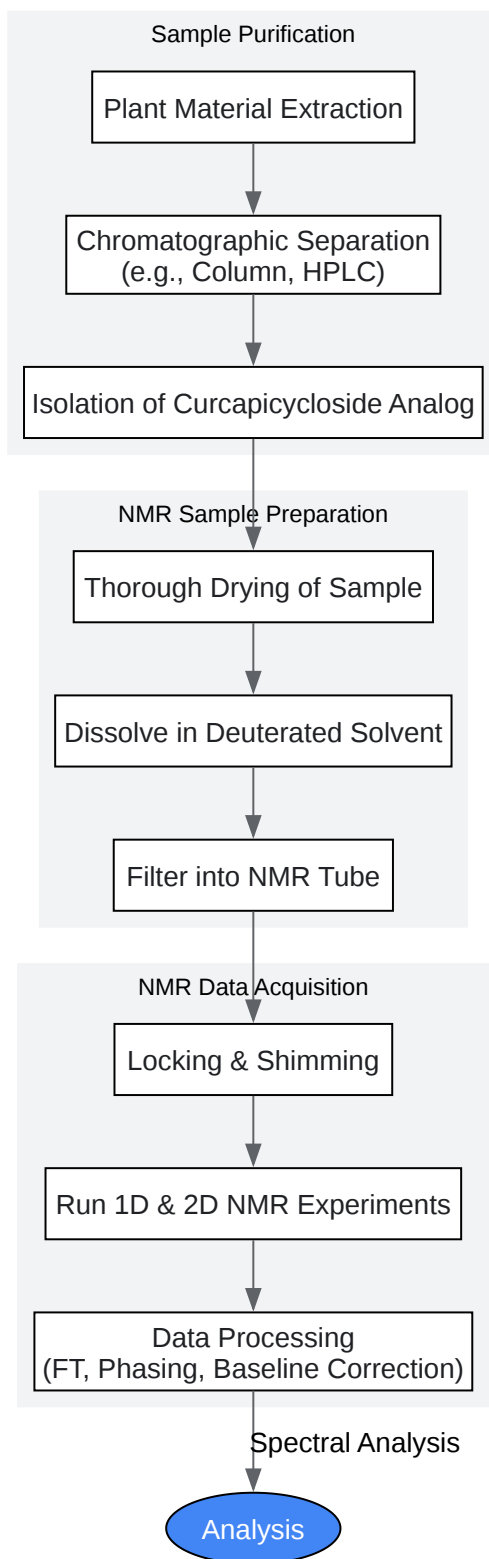 Sample Purification
Plant Material Extraction
Chromatographic Separation
(e.g., Column, HPLC)
Isolation of Curcapicycloside Analog
NMR Sample Preparation
Thorough Drying of Sample
Dissolve in Deuterated Solvent
Filter into NMR Tube
NMR Data Acquisition
Locking & Shimming
Run 1D & 2D NMR Experiments
Data Processing
(FT, Phasing, Baseline Correction)
Spectral Analysis
Analysis